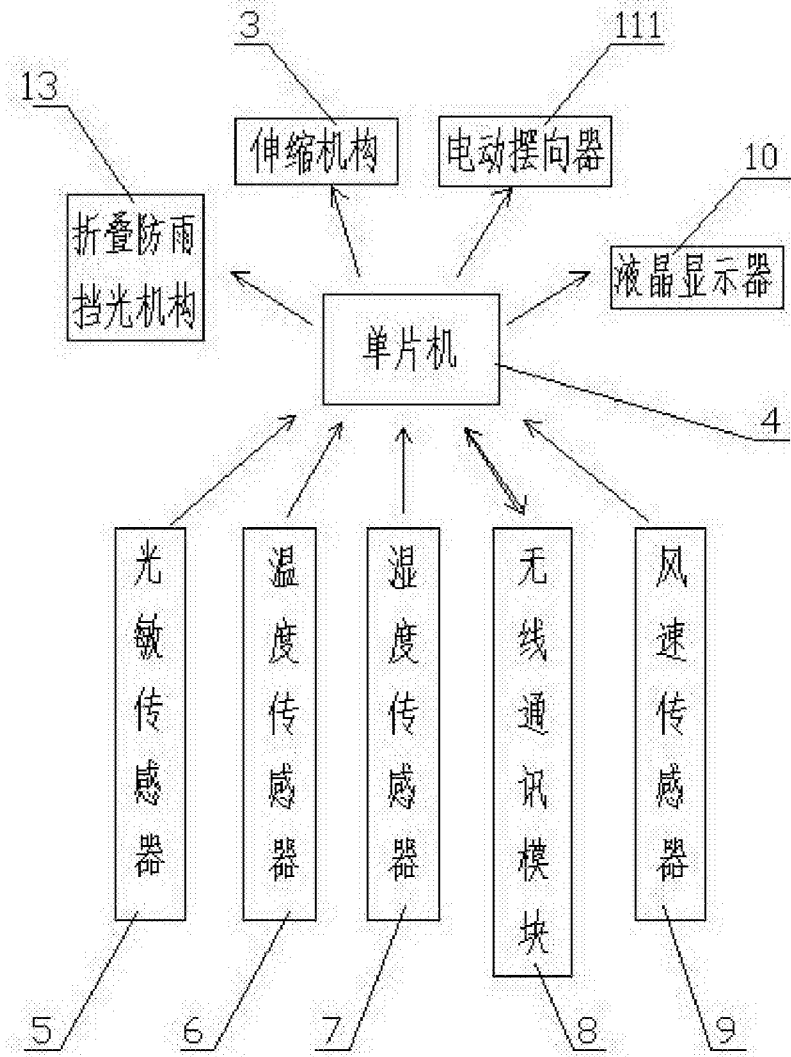 3
111
13
伸缩机构
电动摆向器
10
折叠防雨
挡光机构
液晶显示器
单片机
4
光敏传感器
温度传感器
湿度传感器
无线通讯模块
风速传感器
5
6
7
8
9